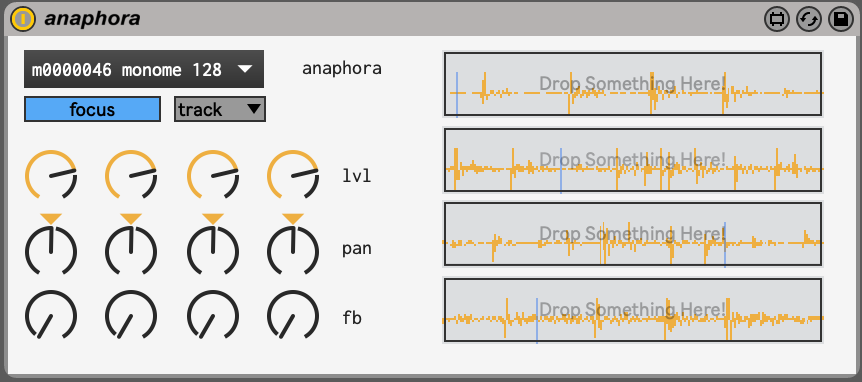 anaphora
m0000046 monome 128
anaphora
focus
track
lvl
pan
fb
Drop Something Here!
Drop Something Here!
Drop Something Here!
Drop Something Here!